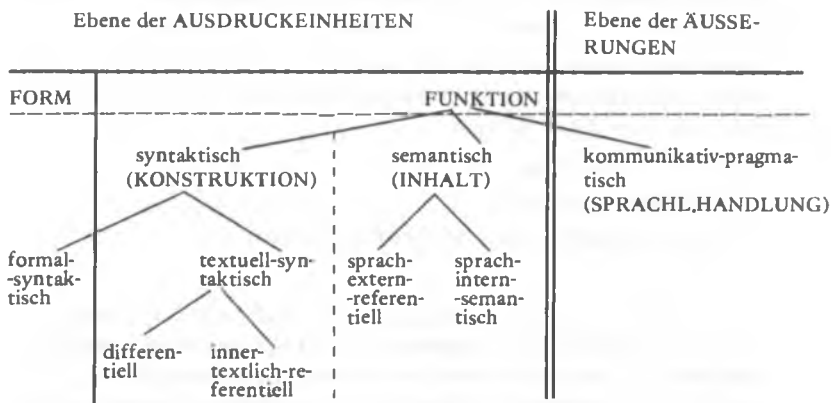 Ebene der AUSDRUCKEINHEITEN
Ebene der ÄUSSE-
RUNGEN
FORM
FUNKTION
syntaktisch
(KONSTRUKTION)
semantisch
(INHALT)
kommunikativ-pragma-
tisch
(SPRACHL.HANDLUNG)
formal-
-syntak-
tisch
textuell-syn-
taktisch
sprach-
extern-
-referen-
tiell
sprach-
intern-
-seman-
tisch
differen-
tiell
inner-
textlich-re-
ferentiell